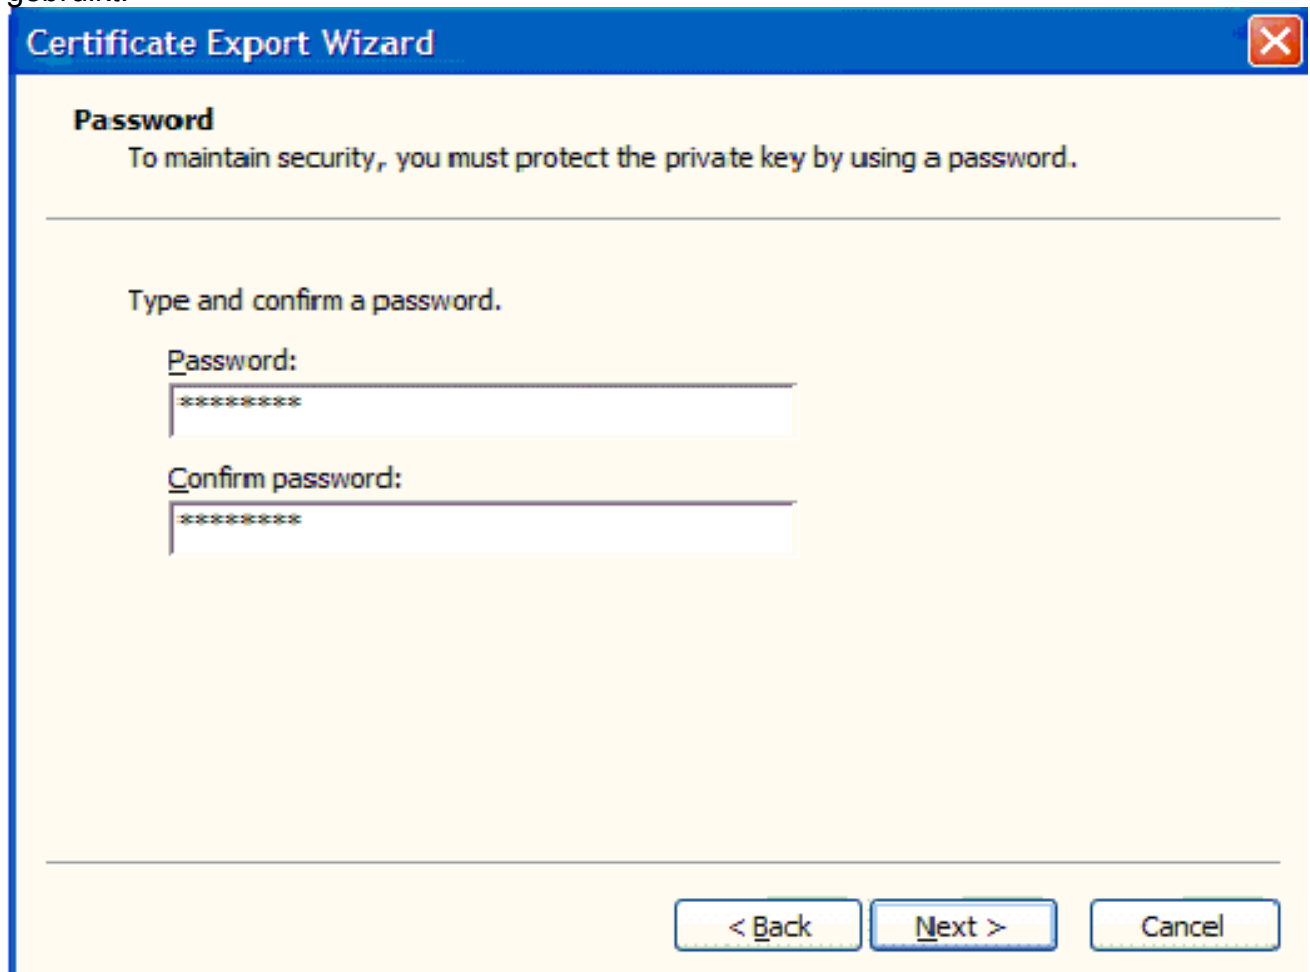 gebruikt.
Certificate Export Wizard
Password
To maintain security, you must protect the private key by using a password.
Type and confirm a password.
Password:
********
Confirm password:
********
< Back Next > Cancel